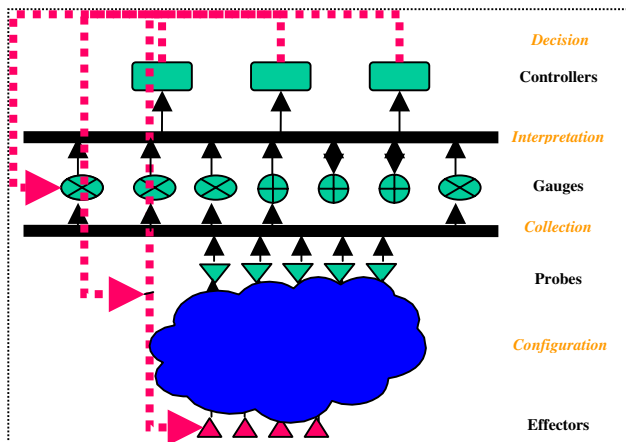 Decision
Controllers
Interpretation
Gauges
Collection
Probes
Configuration
Effectors